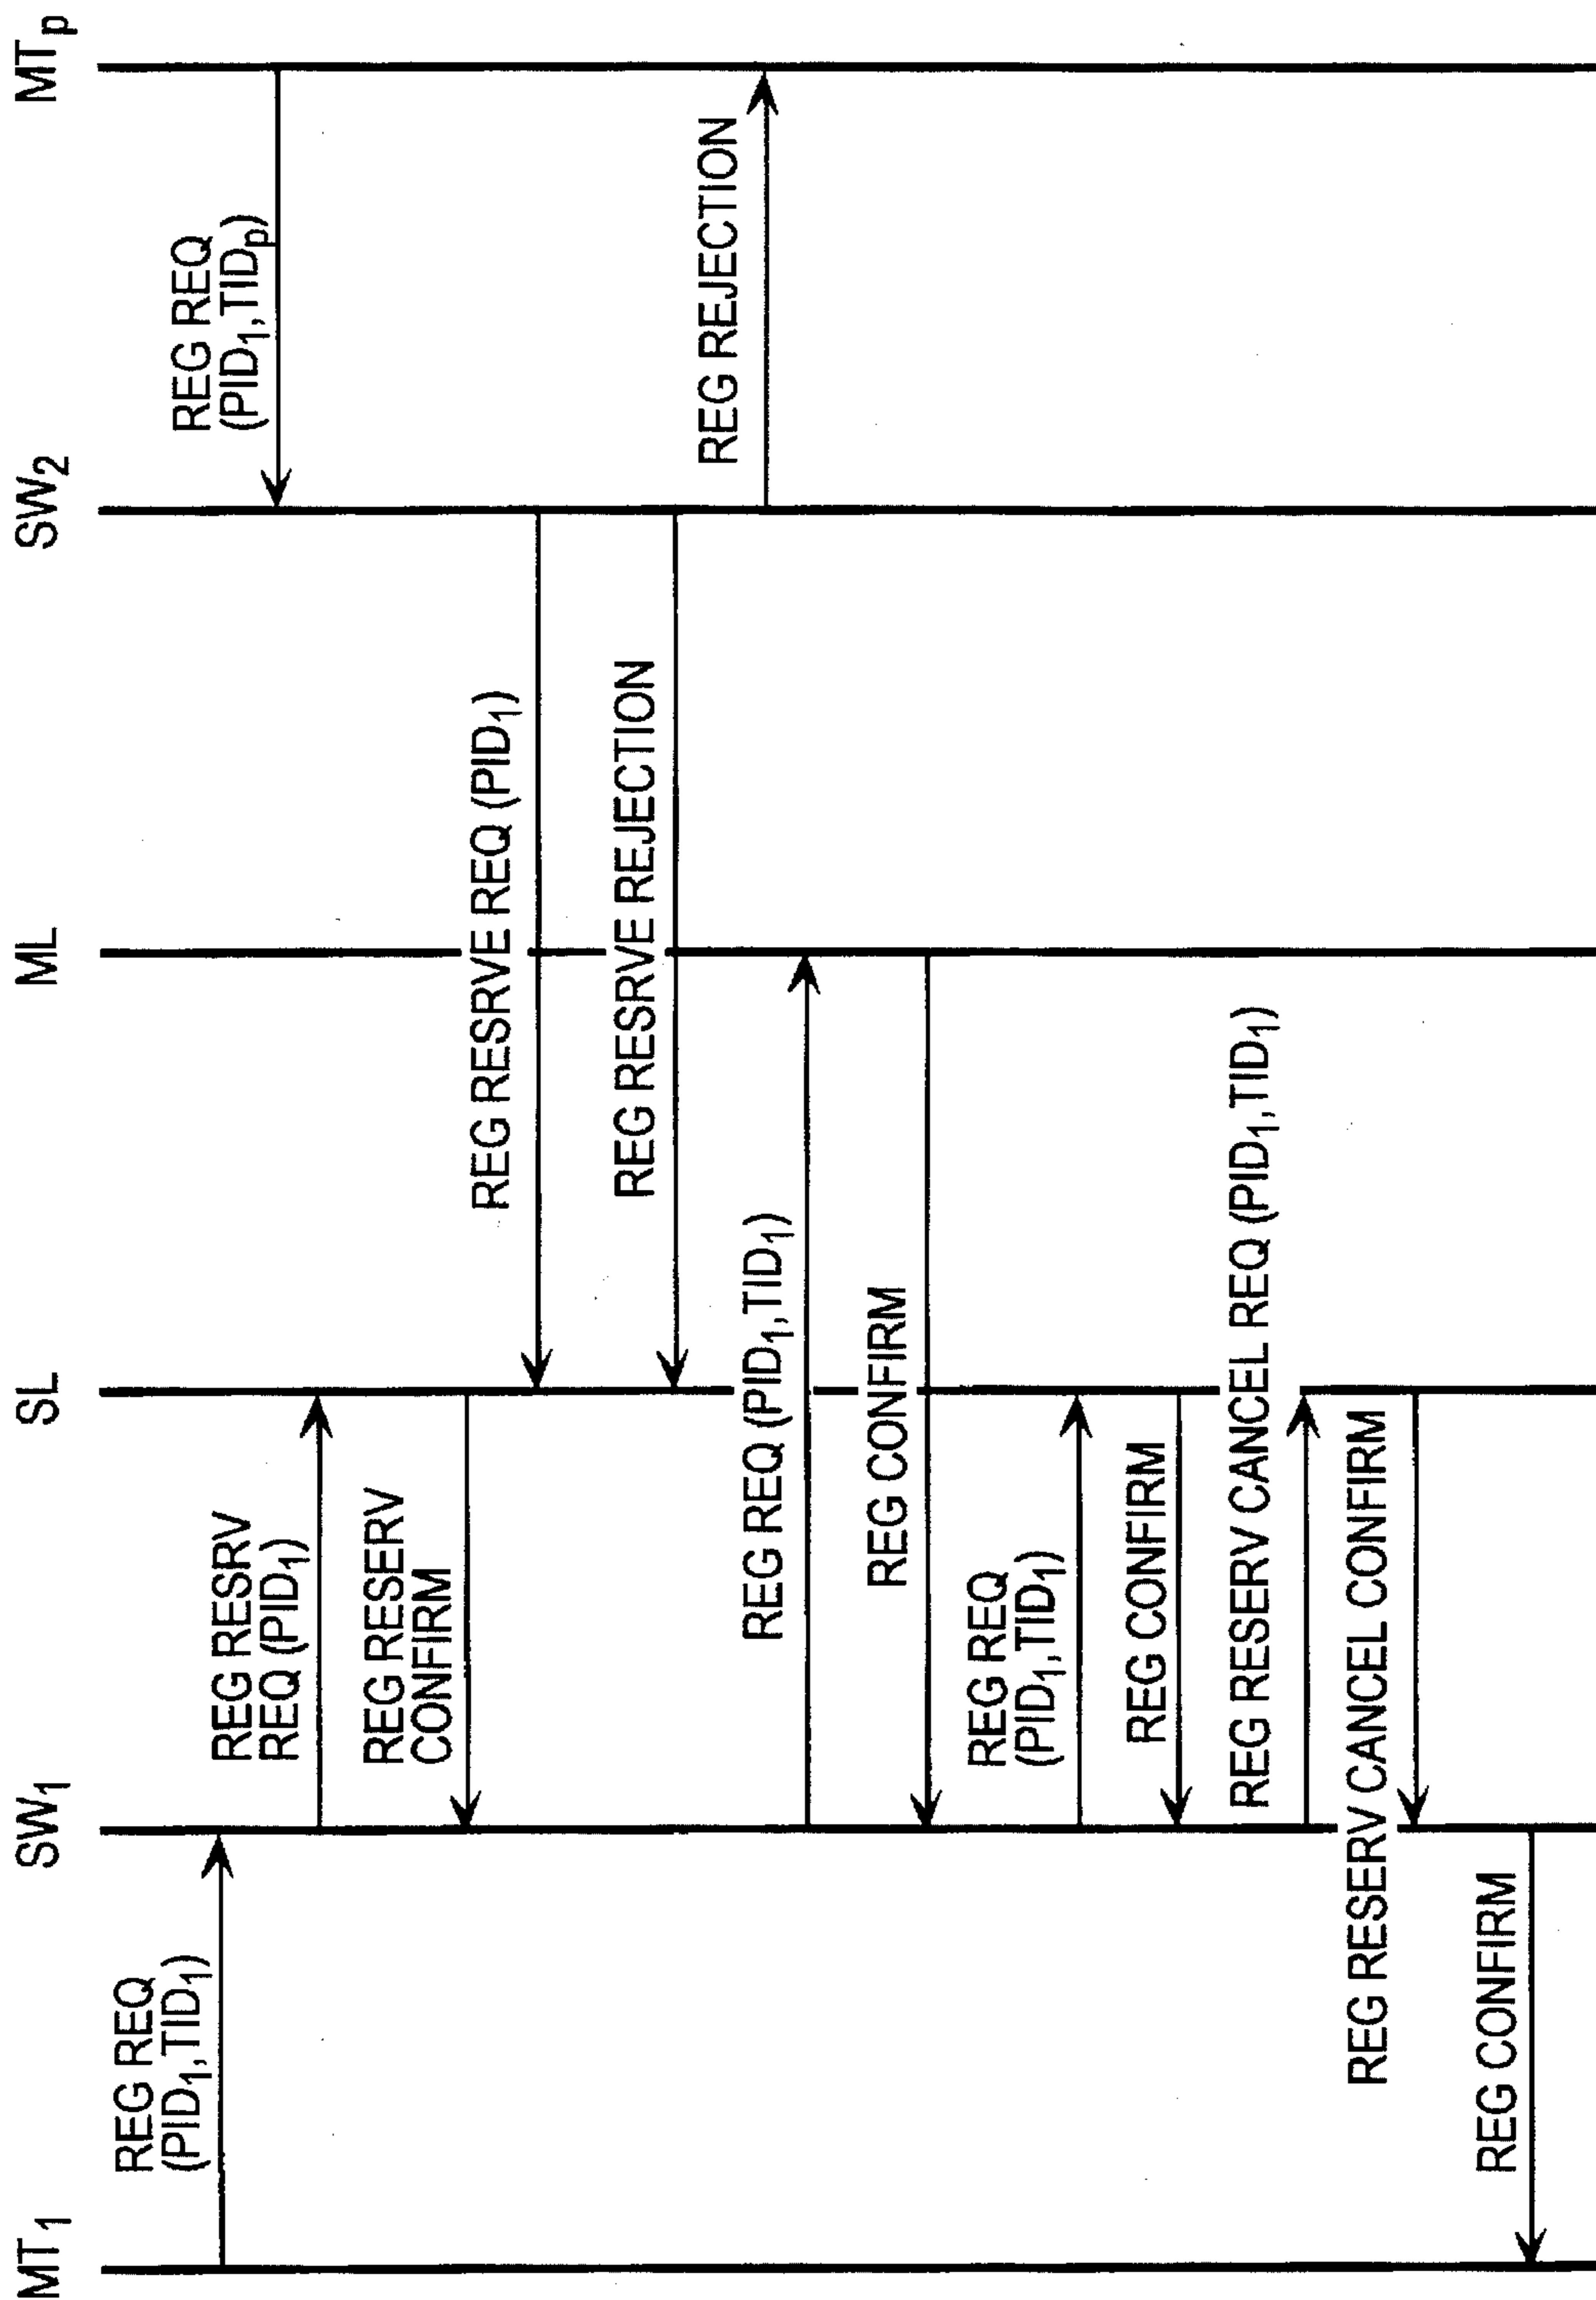 MT1
SW1
SL
ML
SW2
MTp
REG REQ
(PID1,TID1)
REG REQ
(PID1,TIDp)
REG RESRV
REQ (PID1)
REG RESERV
CONFIRM
REG RESRVE REQ (PID1)
REG RESRVE REJECTION
REG REJECTION
REG REQ (PID1,TID1)
REG CONFIRM
REG REQ
(PID1,TID1)
REG CONFIRM
REG RESERV CANCEL REQ (PID1,TID1)
REG RESERV CANCEL CONFIRM
REG CONFIRM